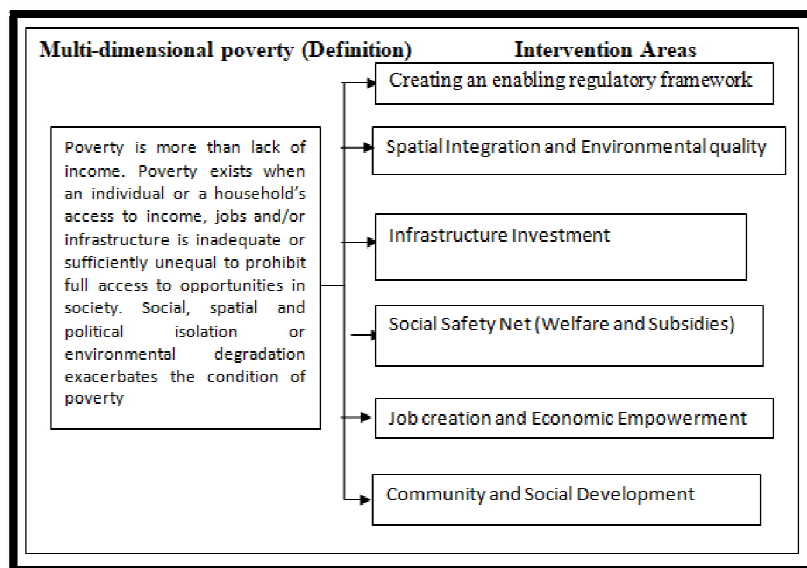 Multi-dimensional poverty (Definition)
Intervention Areas
Poverty is more than lack of
income. Poverty exists when
an individual or a household's
access to income, jobs and/or
infrastructure is inadequate or
sufficiently unequal to prohibit
full access to opportunities in
society. Social, spatial and
political isolation or
environmental degradation
exacerbates the condition of
poverty
Creating an enabling regulatory framework
Spatial Integration and Environmental quality
Infrastructure Investment
Social Safety Net (Welfare and Subsidies)
Job creation and Economic Empowerment
Community and Social Development